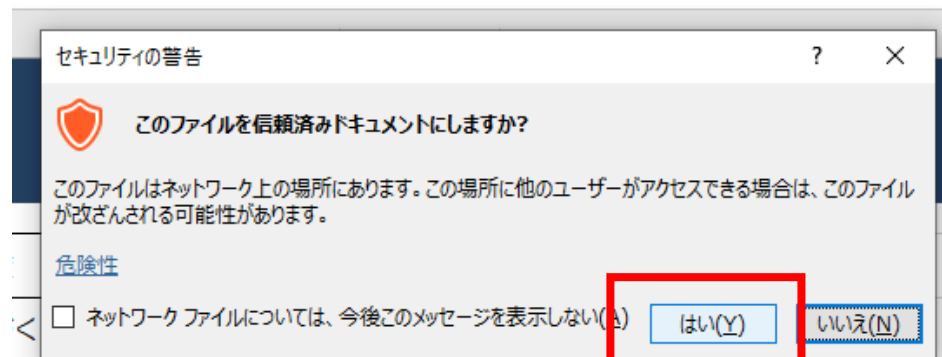 セキュリティの警告 ?
このファイルを信頼済みドキュメントにしますか?
このファイルはネットワーク上の場所にあります。この場所に他のユーザーがアクセスできる場合は、このファイル
が改ざんされる可能性があります。
危険性
ネットワーク ファイルについては、今後このメッセージを表示しない(A) はい(Y) いいえ(N)